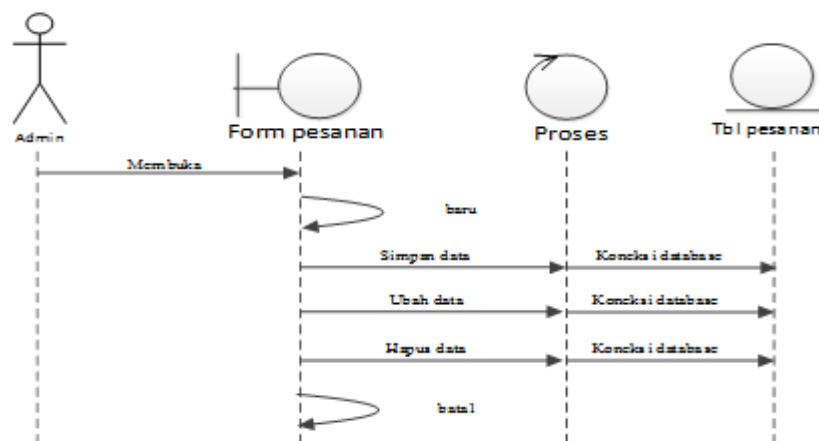 Admin
Form pesanan
Proses
Tbl pesanan
Membuka
baru
Simpan data
Koneksi database
Ubah data
Koneksi database
Hapus data
Koneksi database
batal